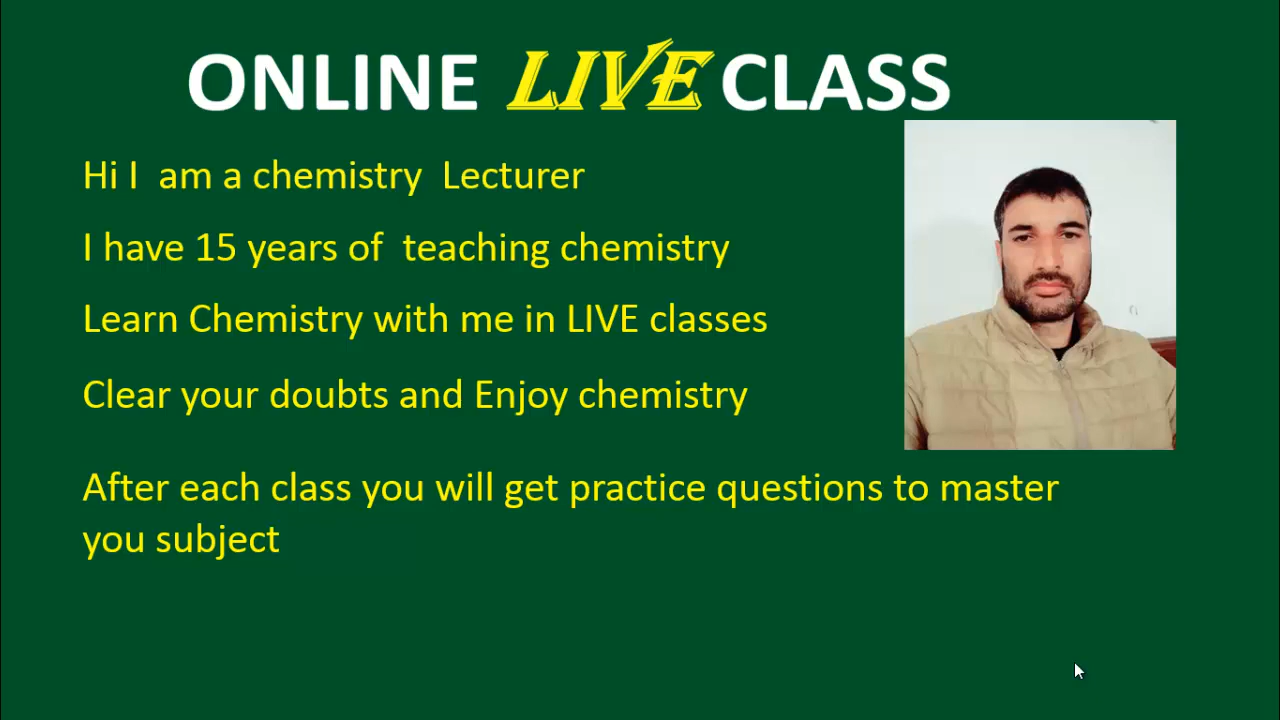 ONLINE LIVE CLASS
Hi I am a chemistry Lecturer
I have 15 years of teaching chemistry
Learn Chemistry with me in LIVE classes
Clear your doubts and Enjoy chemistry
After each class you will get practice questions to master
you subject